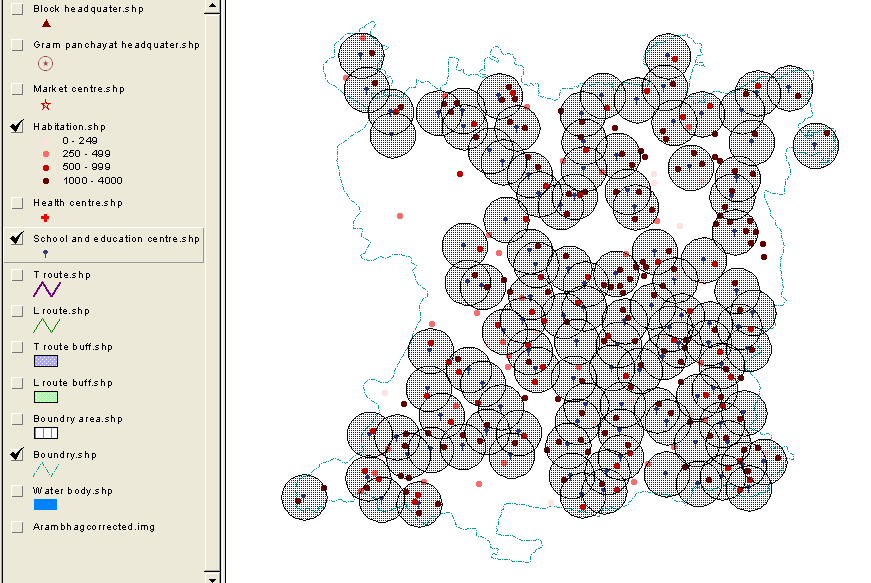 Block headquater.shp
Gram panchayat headquater.shp
Market centre.shp
Habitation.shp
0 - 249
250 - 499
500 - 999
1000 - 4000
Health centre.shp
School and education centre.shp
T route.shp
L route.shp
T route buff.shp
L route buff.shp
Boundry area.shp
Boundry.shp
Water body.shp
Arambhagcorrected.img